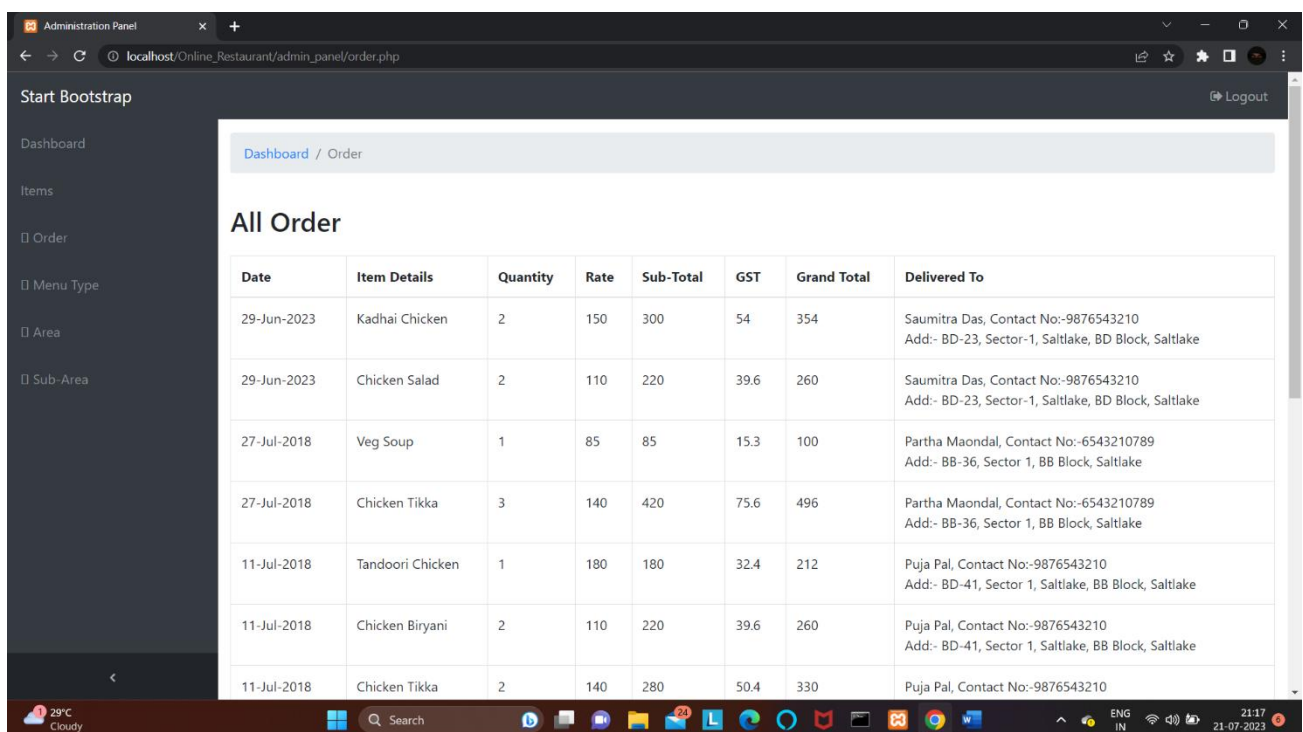 Administration Panel
localhost/Online_Restaurant/admin_panel/order.php
Start Bootstrap
Logout
Dashboard
Items
Order
Menu Type
Area
Sub-Area
Dashboard / Order
All Order
Date Item Details Quantity Rate Sub-Total GST Grand Total Delivered To
29-Jun-2023 Kadhai Chicken 2 150 300 54 354 Saumitra Das, Contact No:-9876543210
Add:- BD-23, Sector-1, Saltlake, BD Block, Saltlake
29-Jun-2023 Chicken Salad 2 110 220 39.6 260 Saumitra Das, Contact No:-9876543210
Add:- BD-23, Sector-1, Saltlake, BD Block, Saltlake
27-Jul-2018 Veg Soup 1 85 85 15.3 100 Partha Maondal, Contact No:-6543210789
Add:- BB-36, Sector 1, BB Block, Saltlake
27-Jul-2018 Chicken Tikka 3 140 420 75.6 496 Partha Maondal, Contact No:-6543210789
Add:- BB-36, Sector 1, BB Block, Saltlake
11-Jul-2018 Tandoori Chicken 1 180 180 32.4 212 Puja Pal, Contact No:-9876543210
Add:- BD-41, Sector 1, Saltlake, BB Block, Saltlake
11-Jul-2018 Chicken Biryani 2 110 220 39.6 260 Puja Pal, Contact No:-9876543210
Add:- BD-41, Sector 1, Saltlake, BB Block, Saltlake
11-Jul-2018 Chicken Tikka 2 140 280 50.4 330 Puja Pal, Contact No:-9876543210
1
29°C
Cloudy
Search
24
ENG
IN
21:17
21-07-2023
6